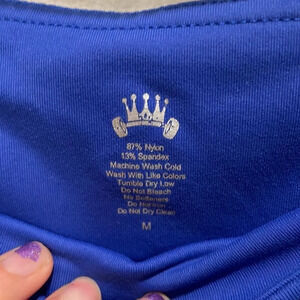 87% Nylon
13% Spandex
Machine Wash Cold
Wash With Like Colors
Tumble Dry Low
Do Not Bleach
No Softeners
Do Not Iron
Do Not Dry Clean
M